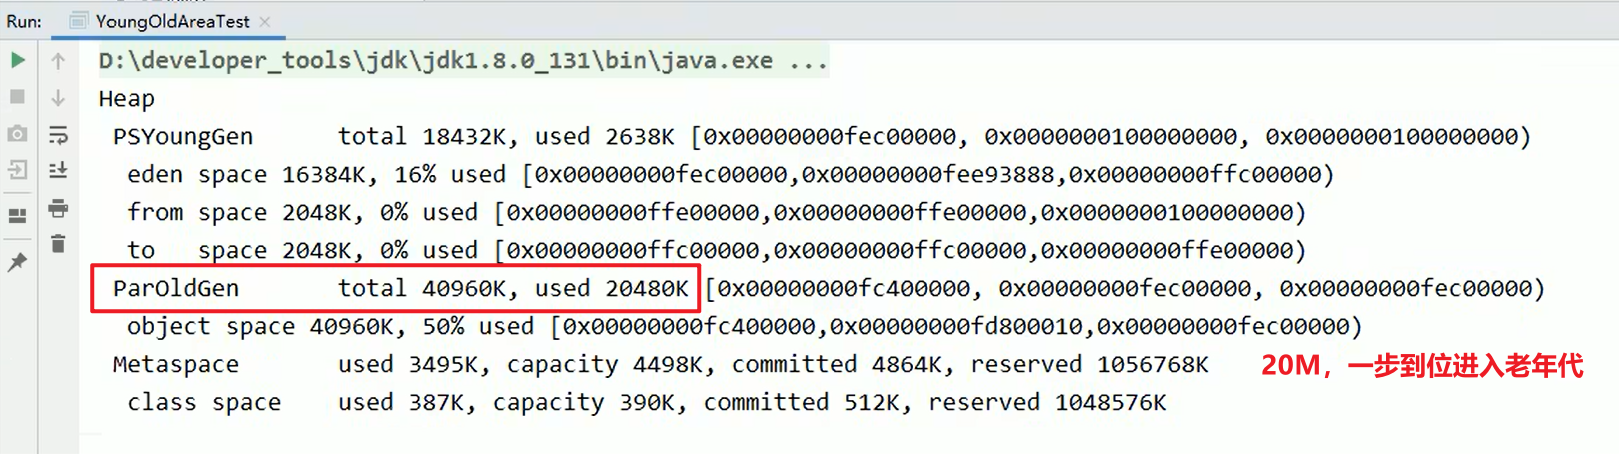 Run: YoungOldAreaTest
D:\developer_tools\jdk\jdk1.8.0_131\bin\java.exe ...
Heap
PSYoungGen total 18432K, used 2638K [0x00000000fec00000, 0x0000000100000000, 0x0000000100000000)
eden space 16384K, 16% used [0x00000000fec00000,0x00000000fee93888,0x00000000ffc00000)
from space 2048K, 0% used [0x00000000ffe00000,0x00000000ffe00000,0x0000000100000000)
to space 2048K, 0% used [0x00000000ffc00000,0x00000000ffc00000,0x00000000ffe00000)
ParOldGen total 40960K, used 20480K [0x00000000fc400000, 0x00000000fec00000, 0x00000000fec00000)
object space 40960K, 50% used [0x00000000fc400000,0x00000000fd800010,0x00000000fec00000)
Metaspace used 3495K, capacity 4498K, committed 4864K, reserved 1056768K
20M，一步到位进入老年代
class space used 387K, capacity 390K, committed 512K, reserved 1048576K